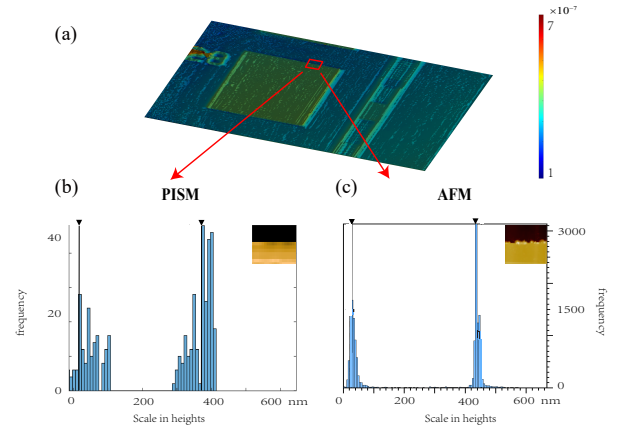 (a)
×10⁻⁷
7
1
(b)
PISM
(c)
AFM
40
20
0
frequency
0 200 400 600 nm
Scale in heights
3000
1500
0
frequency
0 200 400 600 nm
Scale in heights